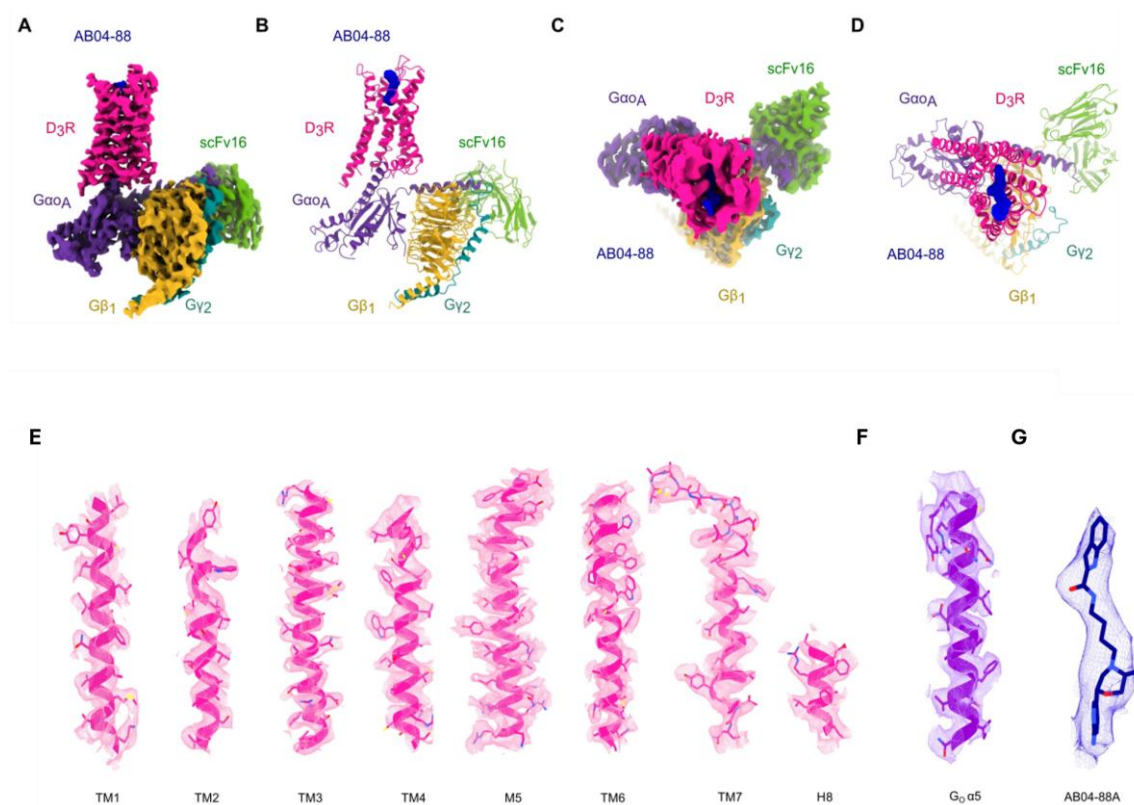 A
B
C
D
AB04-88
AB04-88
scFv16
scFv16
GαoA
D3R
GαoA
D3R
D3R
scFv16
D3R
scFv16
GαoA
GαoA
AB04-88
Gγ2
AB04-88
Gγ2
Gβ1
Gγ2
Gβ1
Gγ2
Gβ1
Gβ1
E
F
G
TM1
TM2
TM3
TM4
M5
TM6
TM7
H8
GO α5
AB04-88A